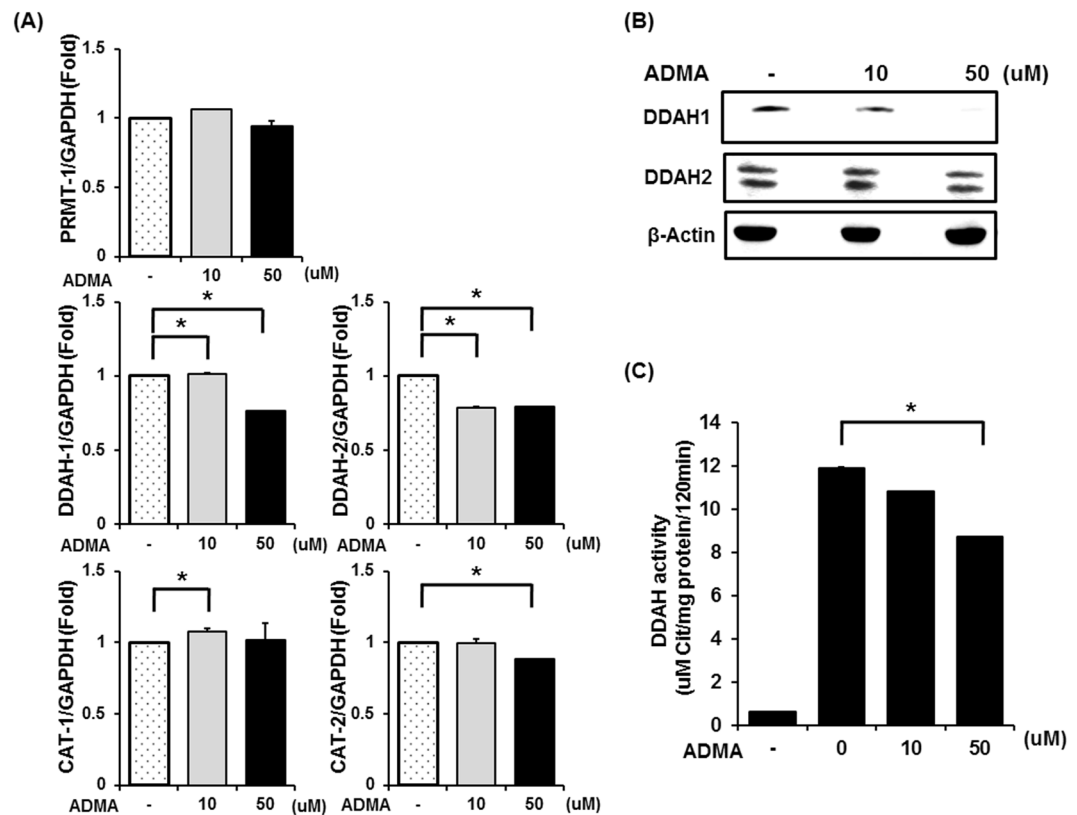 (A)
PRMT-1/GAPDH (Fold)
1.5
1
0.5
0
ADMA - 10 50 (uM)
DDAH-1/GAPDH (Fold)
1.5
1
0.5
0
* *
ADMA - 10 50 (uM)
DDAH-2/GAPDH (Fold)
1.5
1
0.5
0
* *
ADMA - 10 50 (uM)
CAT-1/GAPDH (Fold)
1.5
1
0.5
0
*
ADMA - 10 50 (uM)
CAT-2/GAPDH (Fold)
1.5
1
0.5
0
*
ADMA - 10 50 (uM)
(B)
ADMA - 10 50 (uM)
DDAH1
DDAH2
β-Actin
(C)
DDAH activity
(uM Cit/mg protein/120min)
14
12
10
8
6
4
2
0
*
ADMA - 0 10 50 (uM)